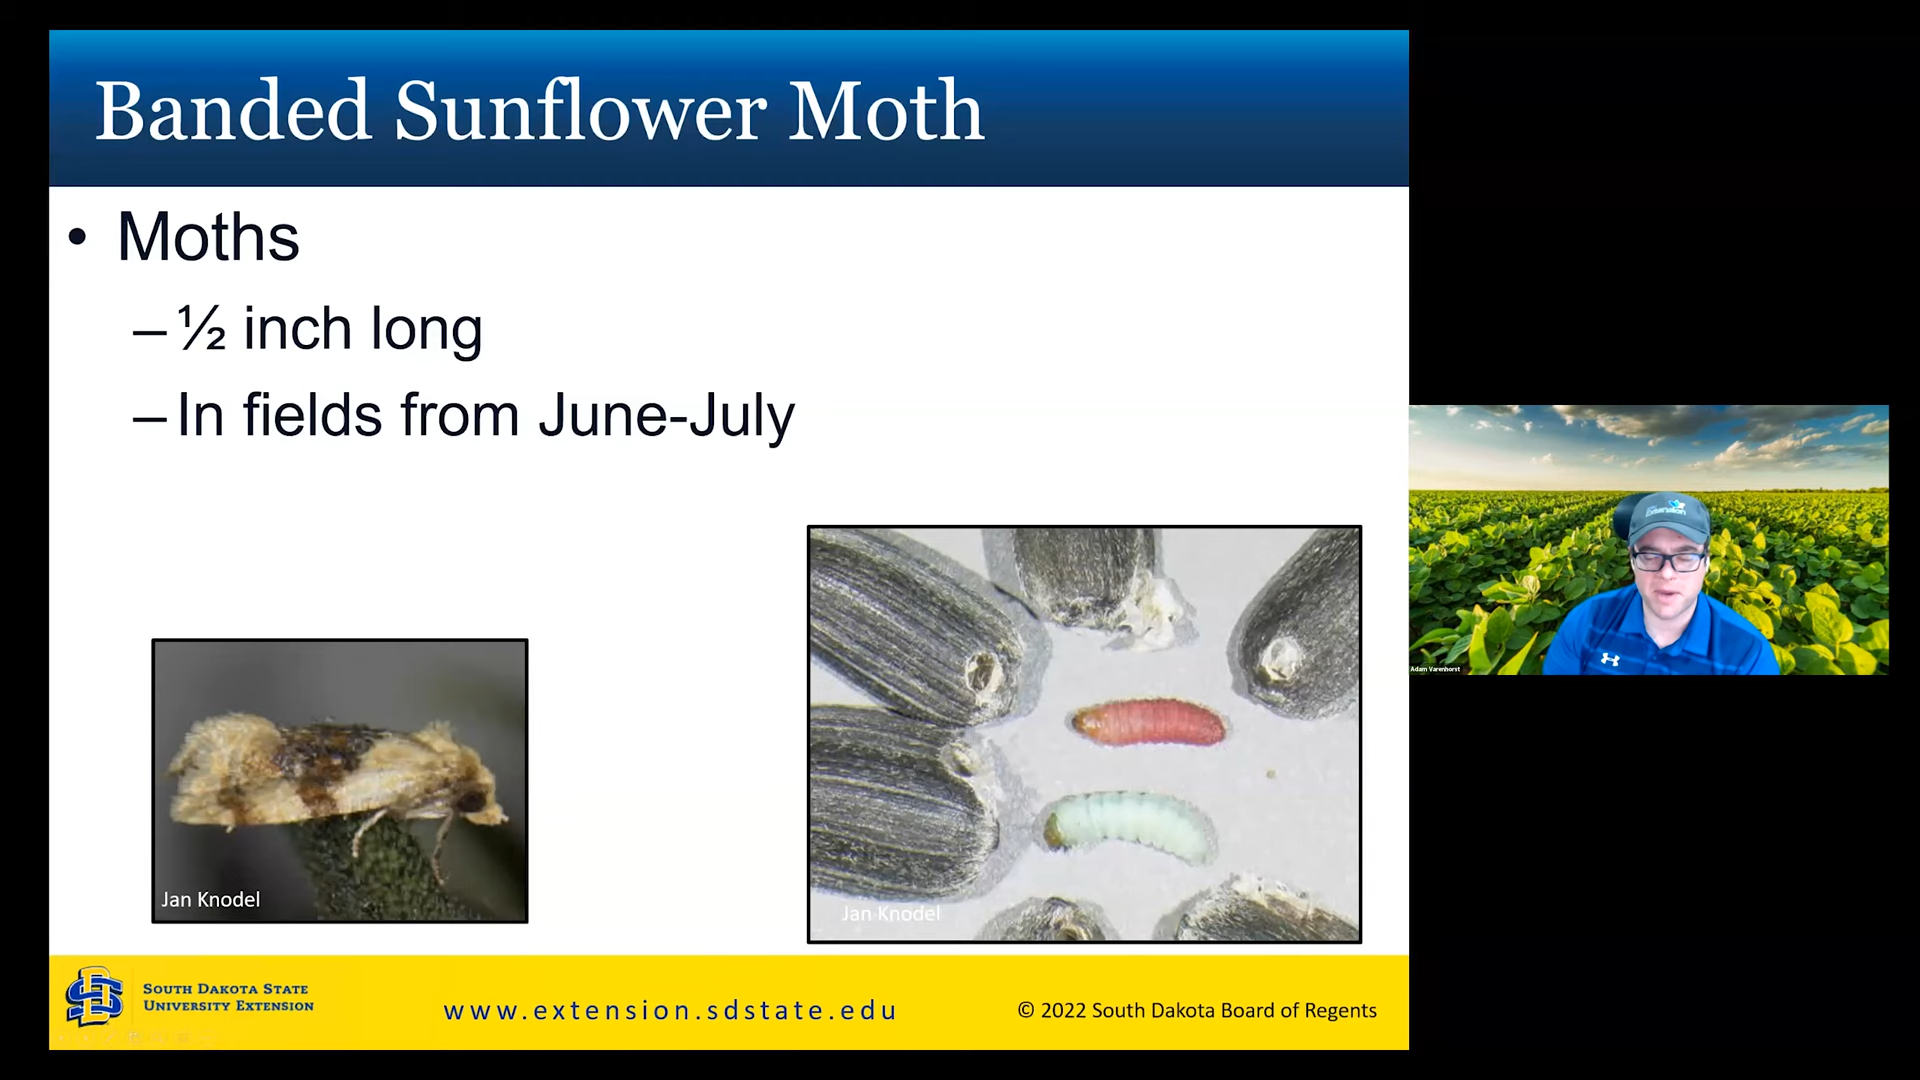 Banded Sunflower Moth
• Moths
– ½ inch long
– In fields from June-July
Jan Knodel
Jan Knodel
South Dakota State
University Extension
www.extension.sdstate.edu
© 2022 South Dakota Board of Regents
Extension
Adam Varenhorst